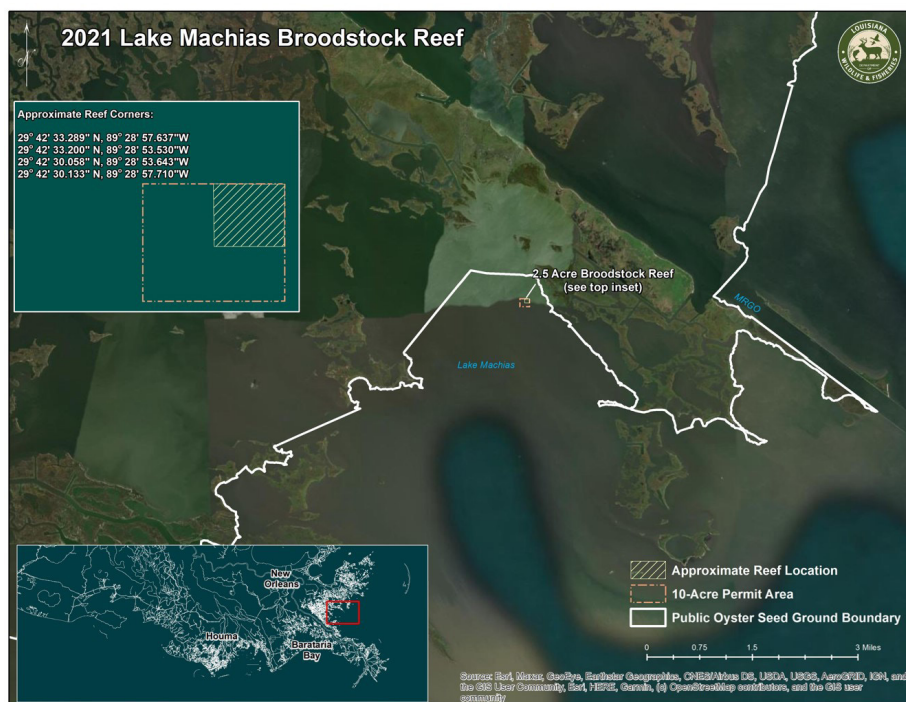 2021 Lake Machias Broodstock Reef
LOUISIANA
WILDLIFE & FISHERIES
Approximate Reef Corners:
29° 42' 33.289" N, 89° 28' 57.637"W
29° 42' 33.200" N, 89° 28' 53.530"W
29° 42' 30.058" N, 89° 28' 53.643"W
29° 42' 30.133" N, 89° 28' 57.710"W
2.5 Acre Broodstock Reef
(see top inset)
MRGO
Lake Machias
New
Orleans
Houma
Barataria
Bay
Approximate Reef Location
10-Acre Permit Area
Public Oyster Seed Ground Boundary
0 0.75 1.5 3 Miles
Source: Esri, Maxar, GeoEye, Earthstar Geographics, CNES/Airbus DS, USDA, USGS, AeroGRID, IGN, and
the GIS User Community, Esri, HERE, Garmin, (c) OpenStreetMap contributors, and the GIS user
community